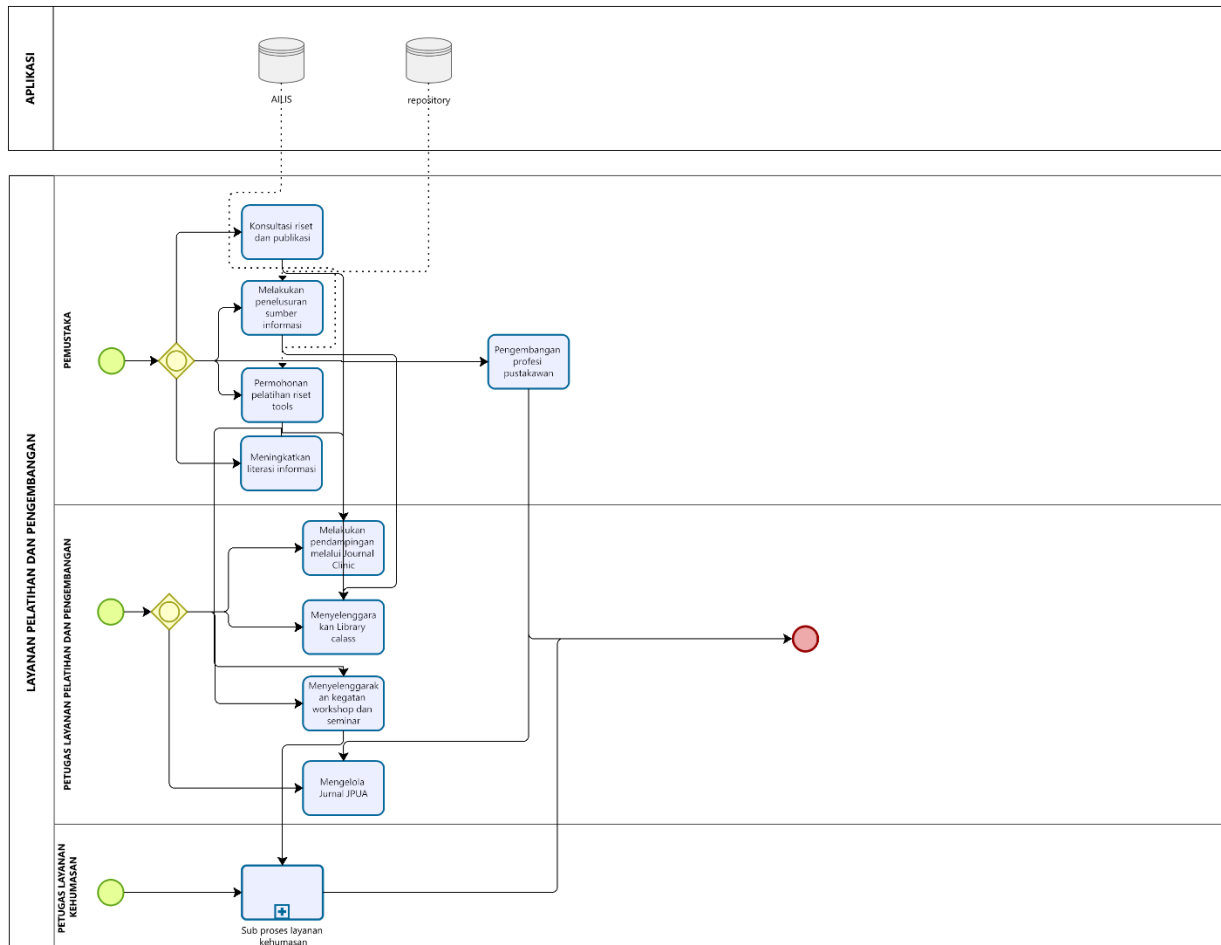 APLIKASI
AILIS
repository
LAYANAN PELATIHAN DAN PENGEMBANGAN
PEMUSTAKA
Konsultasi riset
dan publikasi
Melakukan
penelusuran
sumber
informasi
Pengembangan
profesi
pustakawan
Permohonan
pelatihan riset
tools
Meningkatkan
literasi informasi
PETUGAS LAYANAN PELATIHAN DAN PENGEMBANGAN
Melakukan
pendampingan
melalui Journal
Clinic
Menyelenggara
kan Library
calass
Menyelenggarak
an kegatan
workshop dan
seminar
Mengelola
Jurnal JPUA
PETUGAS LAYANAN
KEHUMASAN
Sub proses layanan
kehumasan